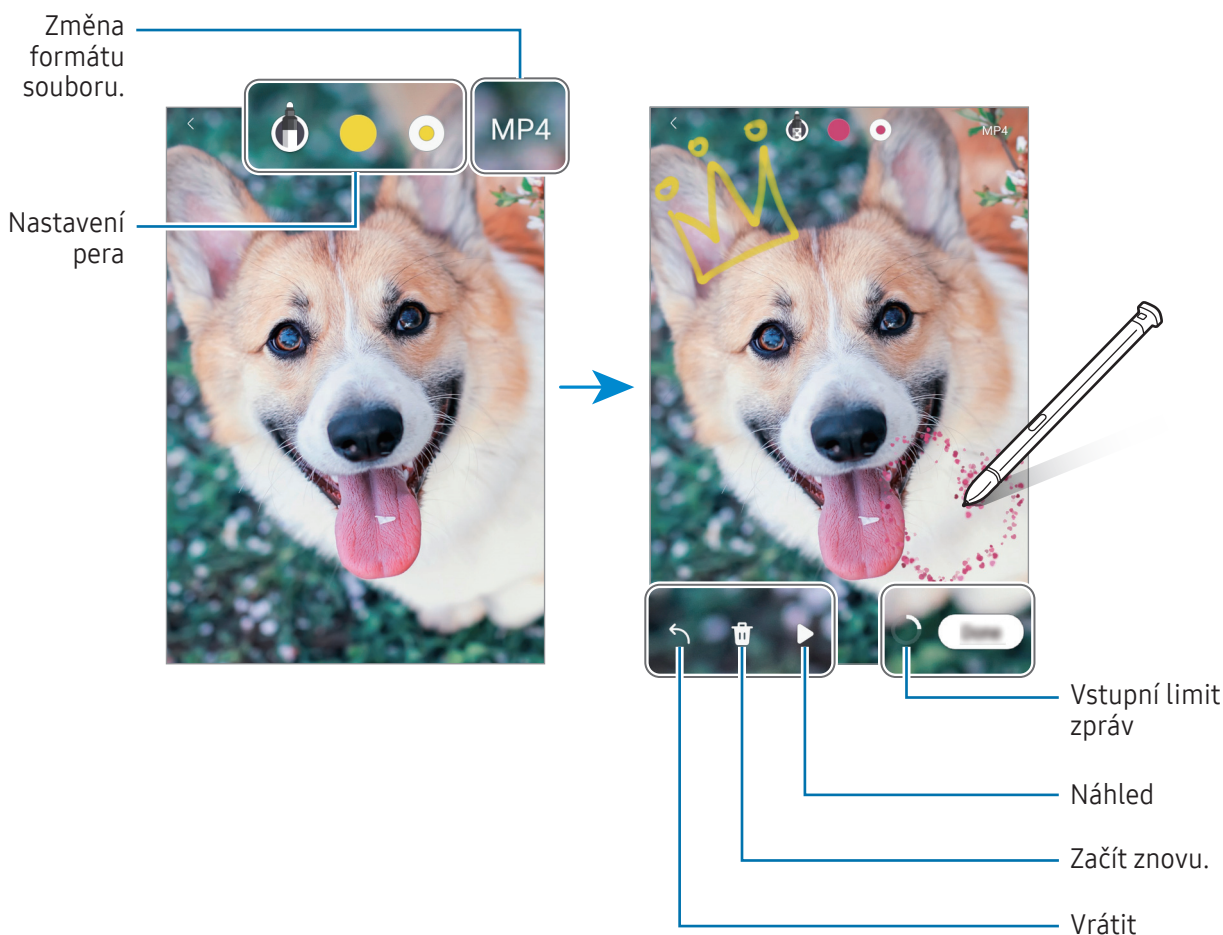 Změna
formátu
souboru.
MP4
MP4
Nastavení
pera
Done
Vstupní limit
zpráv
Náhled
Začít znovu.
Vrátit